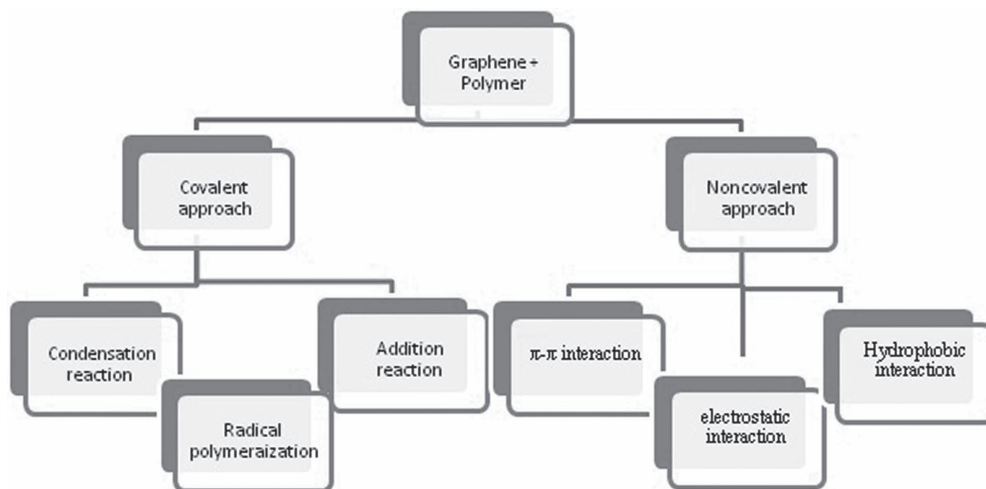 Graphene +
Polymer
Covalent
approach
Noncovalent
approach
Condensation
reaction
Radical
polymeraization
Addition
reaction
π-π interaction
electrostatic
interaction
Hydrophobic
interaction